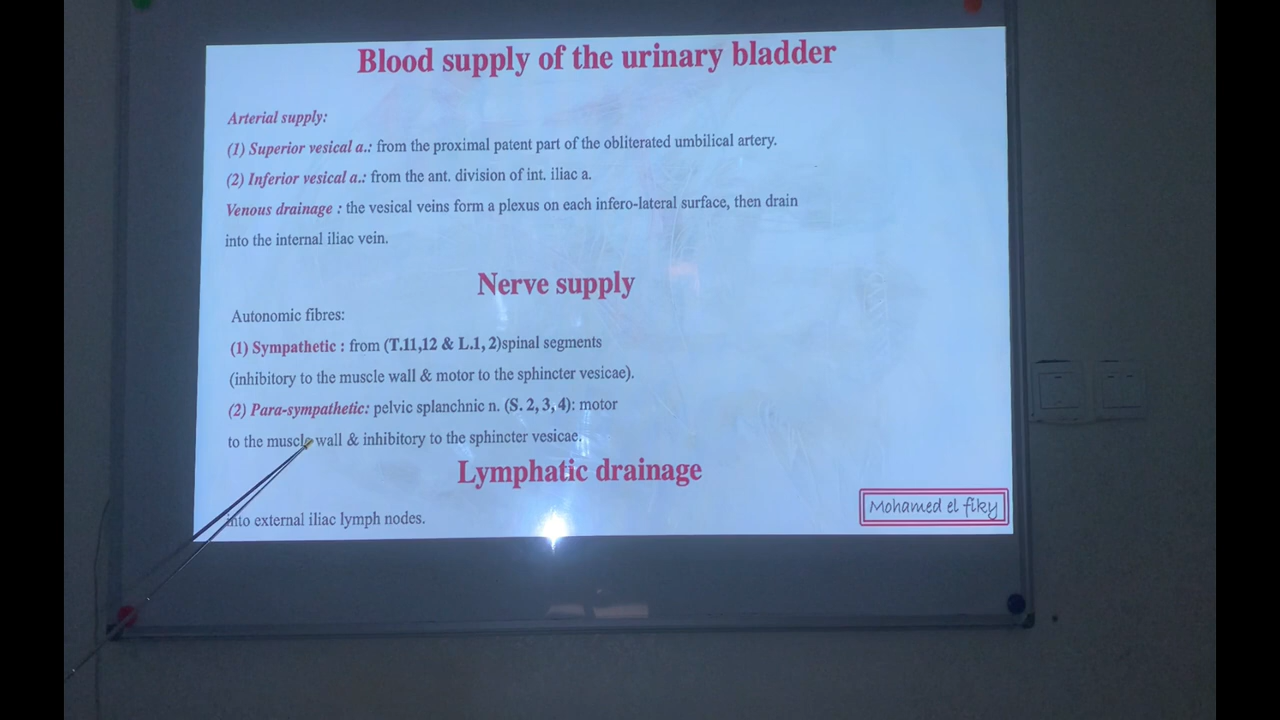 Blood supply of the urinary bladder
Arterial supply:
(1) Superior vesical a.: from the proximal patent part of the obliterated umbilical artery.
(2) Inferior vesical a.: from the ant. division of int. iliac a.
Venous drainage : the vesical veins form a plexus on each infero-lateral surface, then drain
into the internal iliac vein.
Nerve supply
Autonomic fibres:
(1) Sympathetic : from (T.11,12 & L.1, 2)spinal segments
(inhibitory to the muscle wall & motor to the sphincter vesicae).
(2) Para-sympathetic: pelvic splanchnic n. (S. 2, 3, 4): motor
to the muscle wall & inhibitory to the sphincter vesicae.
Lymphatic drainage
into external iliac lymph nodes.
Mohamed el fiky